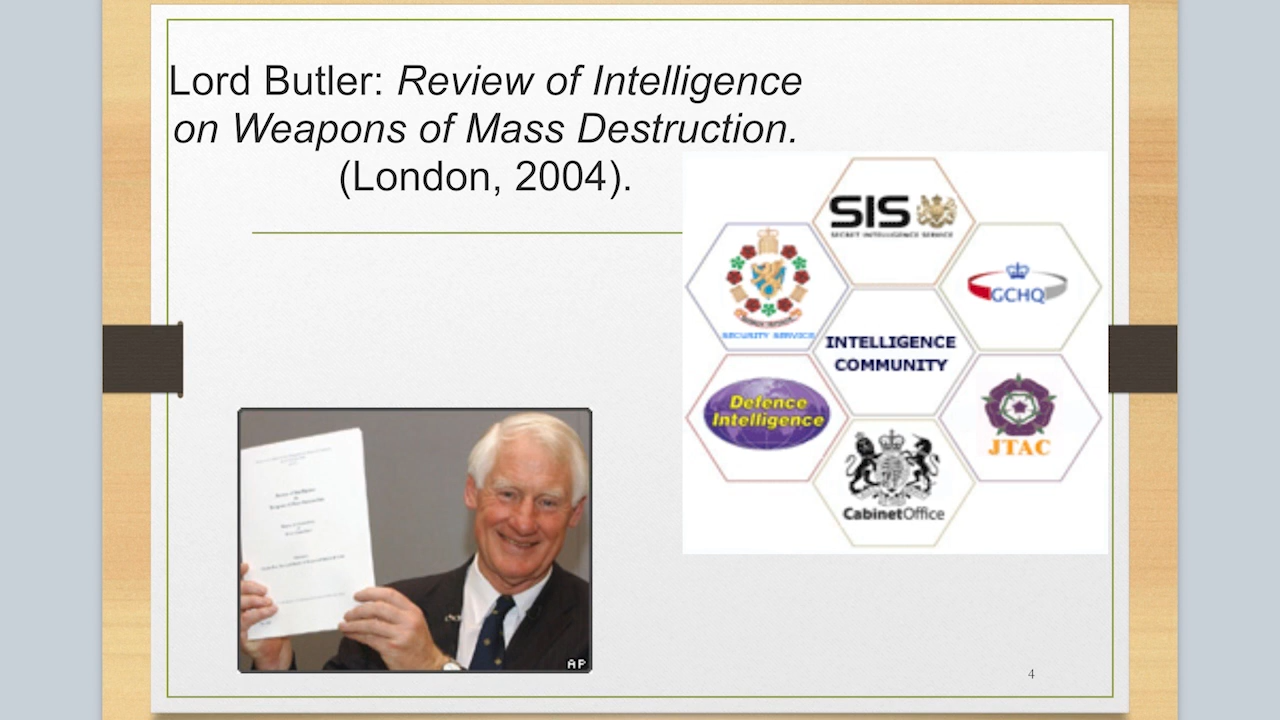 Lord Butler: Review of Intelligence
on Weapons of Mass Destruction.
(London, 2004).
SIS
SECRET INTELLIGENCE SERVICE
SECURITY SERVICE
GCHQ
INTELLIGENCE
COMMUNITY
Defence
Intelligence
JTAC
CabinetOffice
AP
4